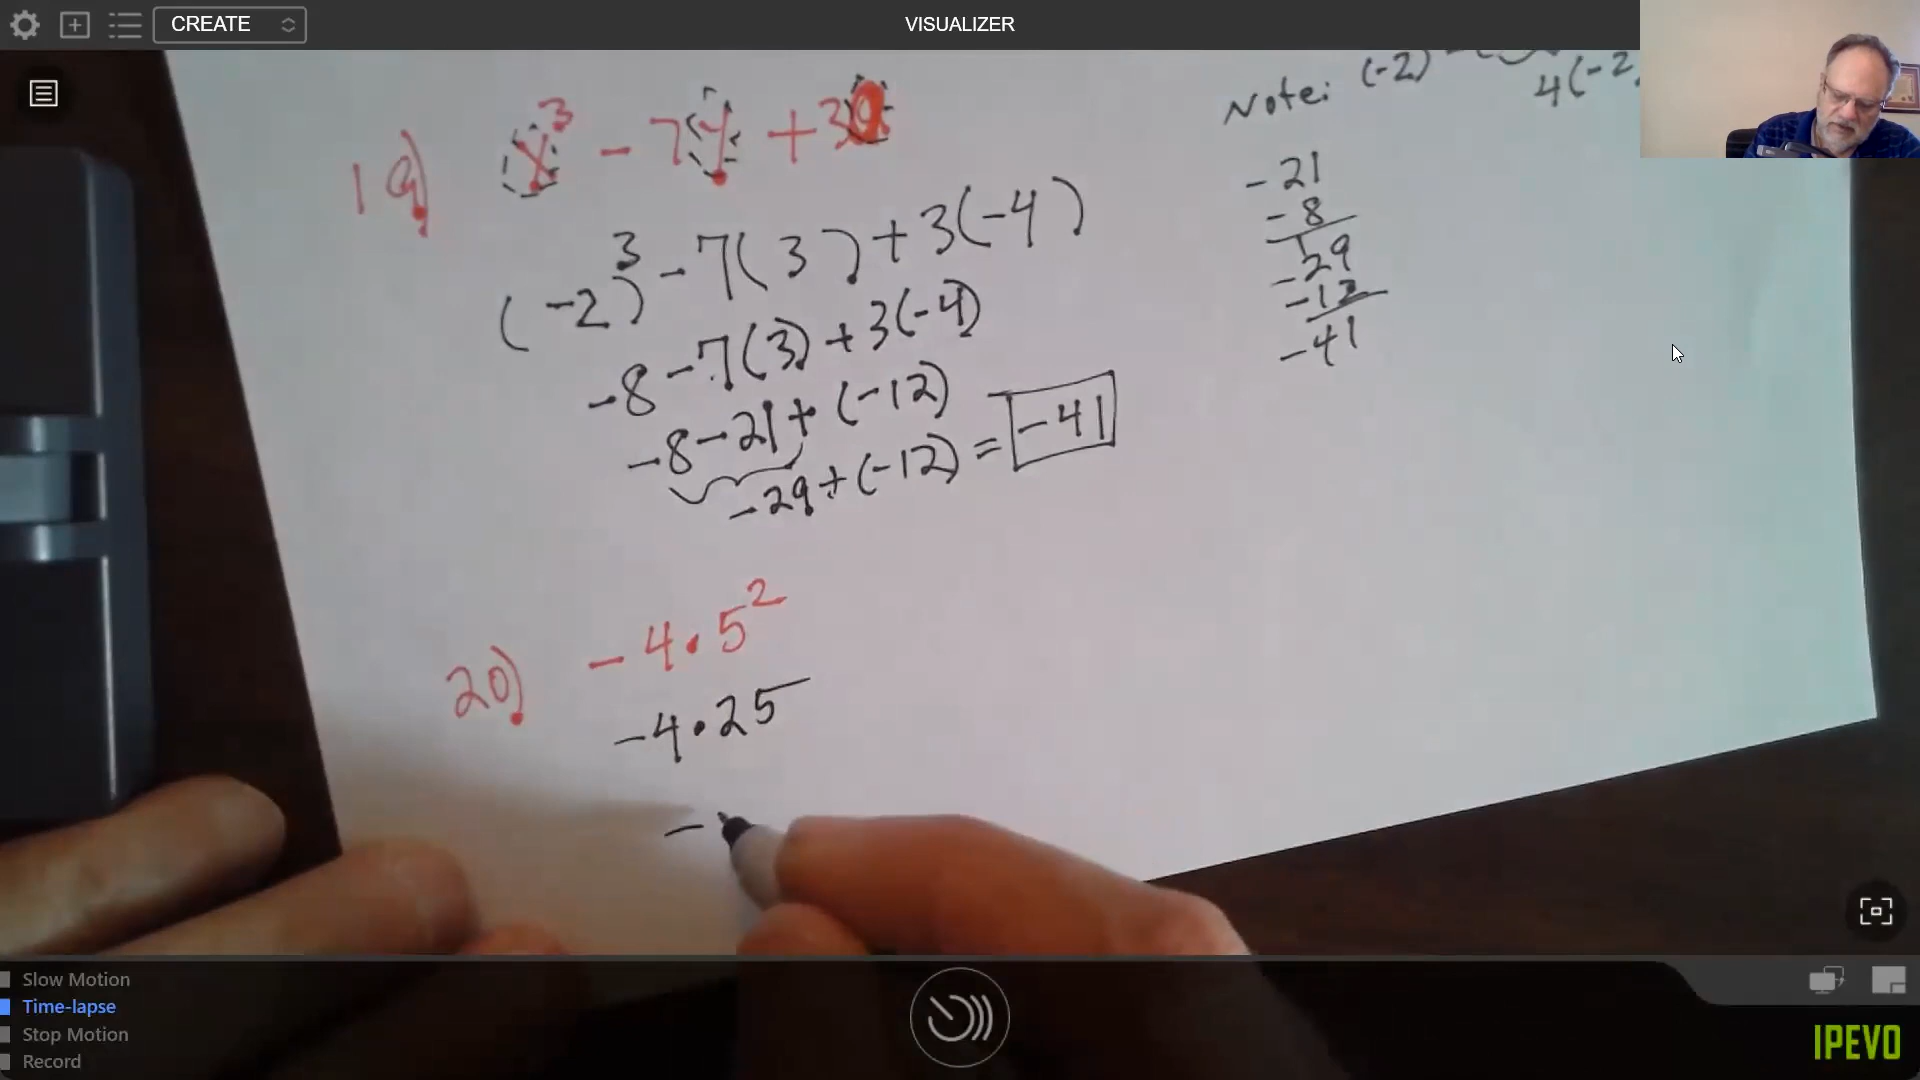 CREATE
VISUALIZER
Note: (-2)
4(-2
19) x³ - 7y + 3
(-2)³ - 7(3) + 3(-4)
-8 - 7(3) + 3(-4)
-8 - 21 + (-12)
-29 + (-12) = -41
-21
-8
-29
-12
-41
20) -4·5²
-4·25
-
Slow Motion
Time-lapse
Stop Motion
Record
IPEVO